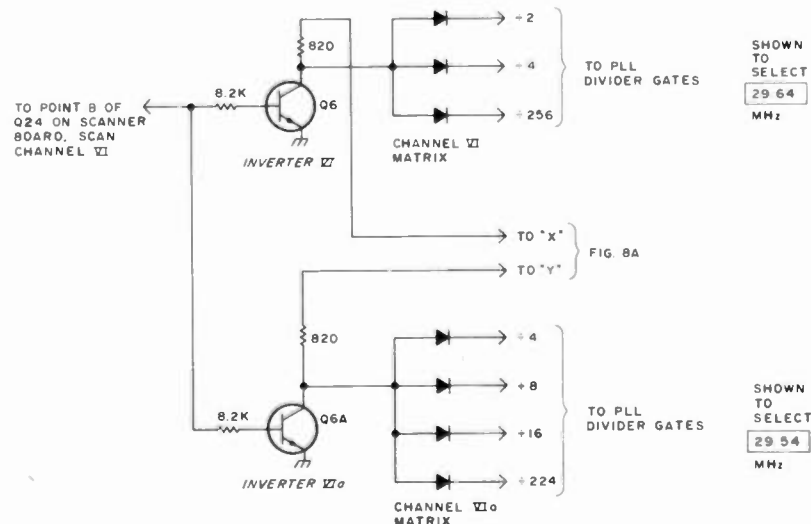 820
÷2
÷4
÷256
TO PLL
DIVIDER GATES
SHOWN
TO
SELECT
29.64
MHz
8.2K
Q6
TO POINT B OF
Q24 ON SCANNER
BOARD, SCAN
CHANNEL VI
INVERTER VI
CHANNEL VI
MATRIX
TO "X"
TO "Y"
FIG. 8A
820
÷4
÷8
÷16
÷224
TO PLL
DIVIDER GATES
SHOWN
TO
SELECT
29.54
MHz
8.2K
Q6A
INVERTER VIa
CHANNEL VIa
MATRIX